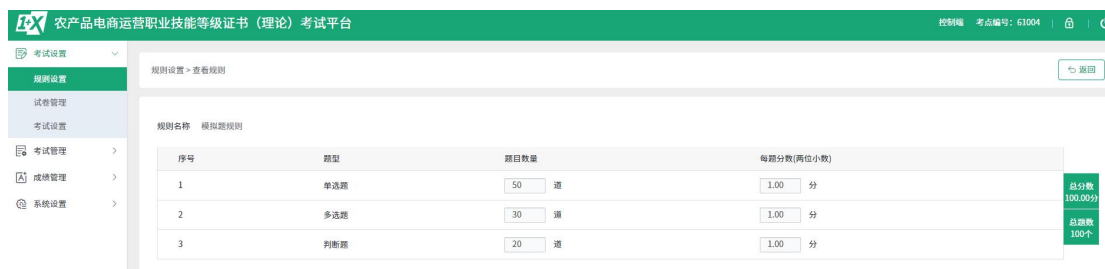 1+X 农产品电商运营职业技能等级证书（理论）考试平台
控制端 考点编号：61004
考试设置
规则设置
试卷管理
考试设置
考试管理
成绩管理
系统设置
规则设置 > 查看规则
返回
规则名称 模拟题规则
序号 题型 题目数量 每题分数(两位小数)
1 单选题 50 道 1.00 分
2 多选题 30 道 1.00 分
3 判断题 20 道 1.00 分
总分数
100.00分
总题数
100个